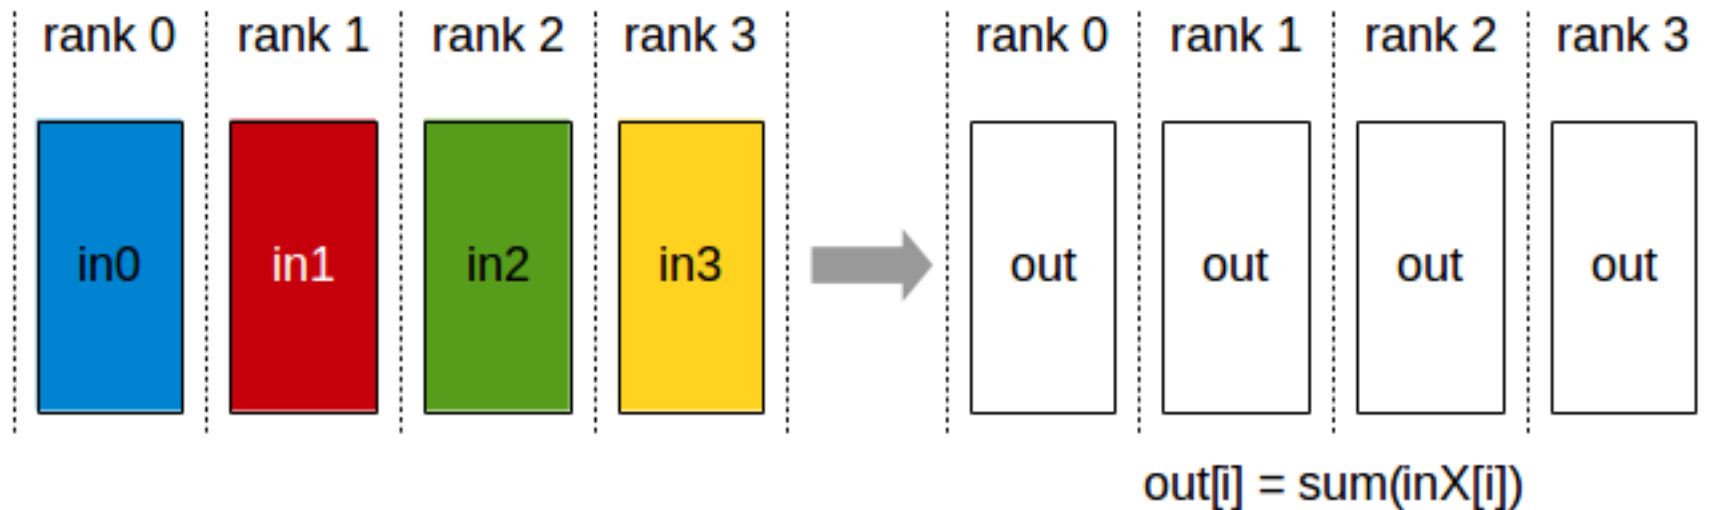 rank 0 rank 1 rank 2 rank 3 rank 0 rank 1 rank 2 rank 3
in0 in1 in2 in3 out out out out
out[i] = sum(inX[i])